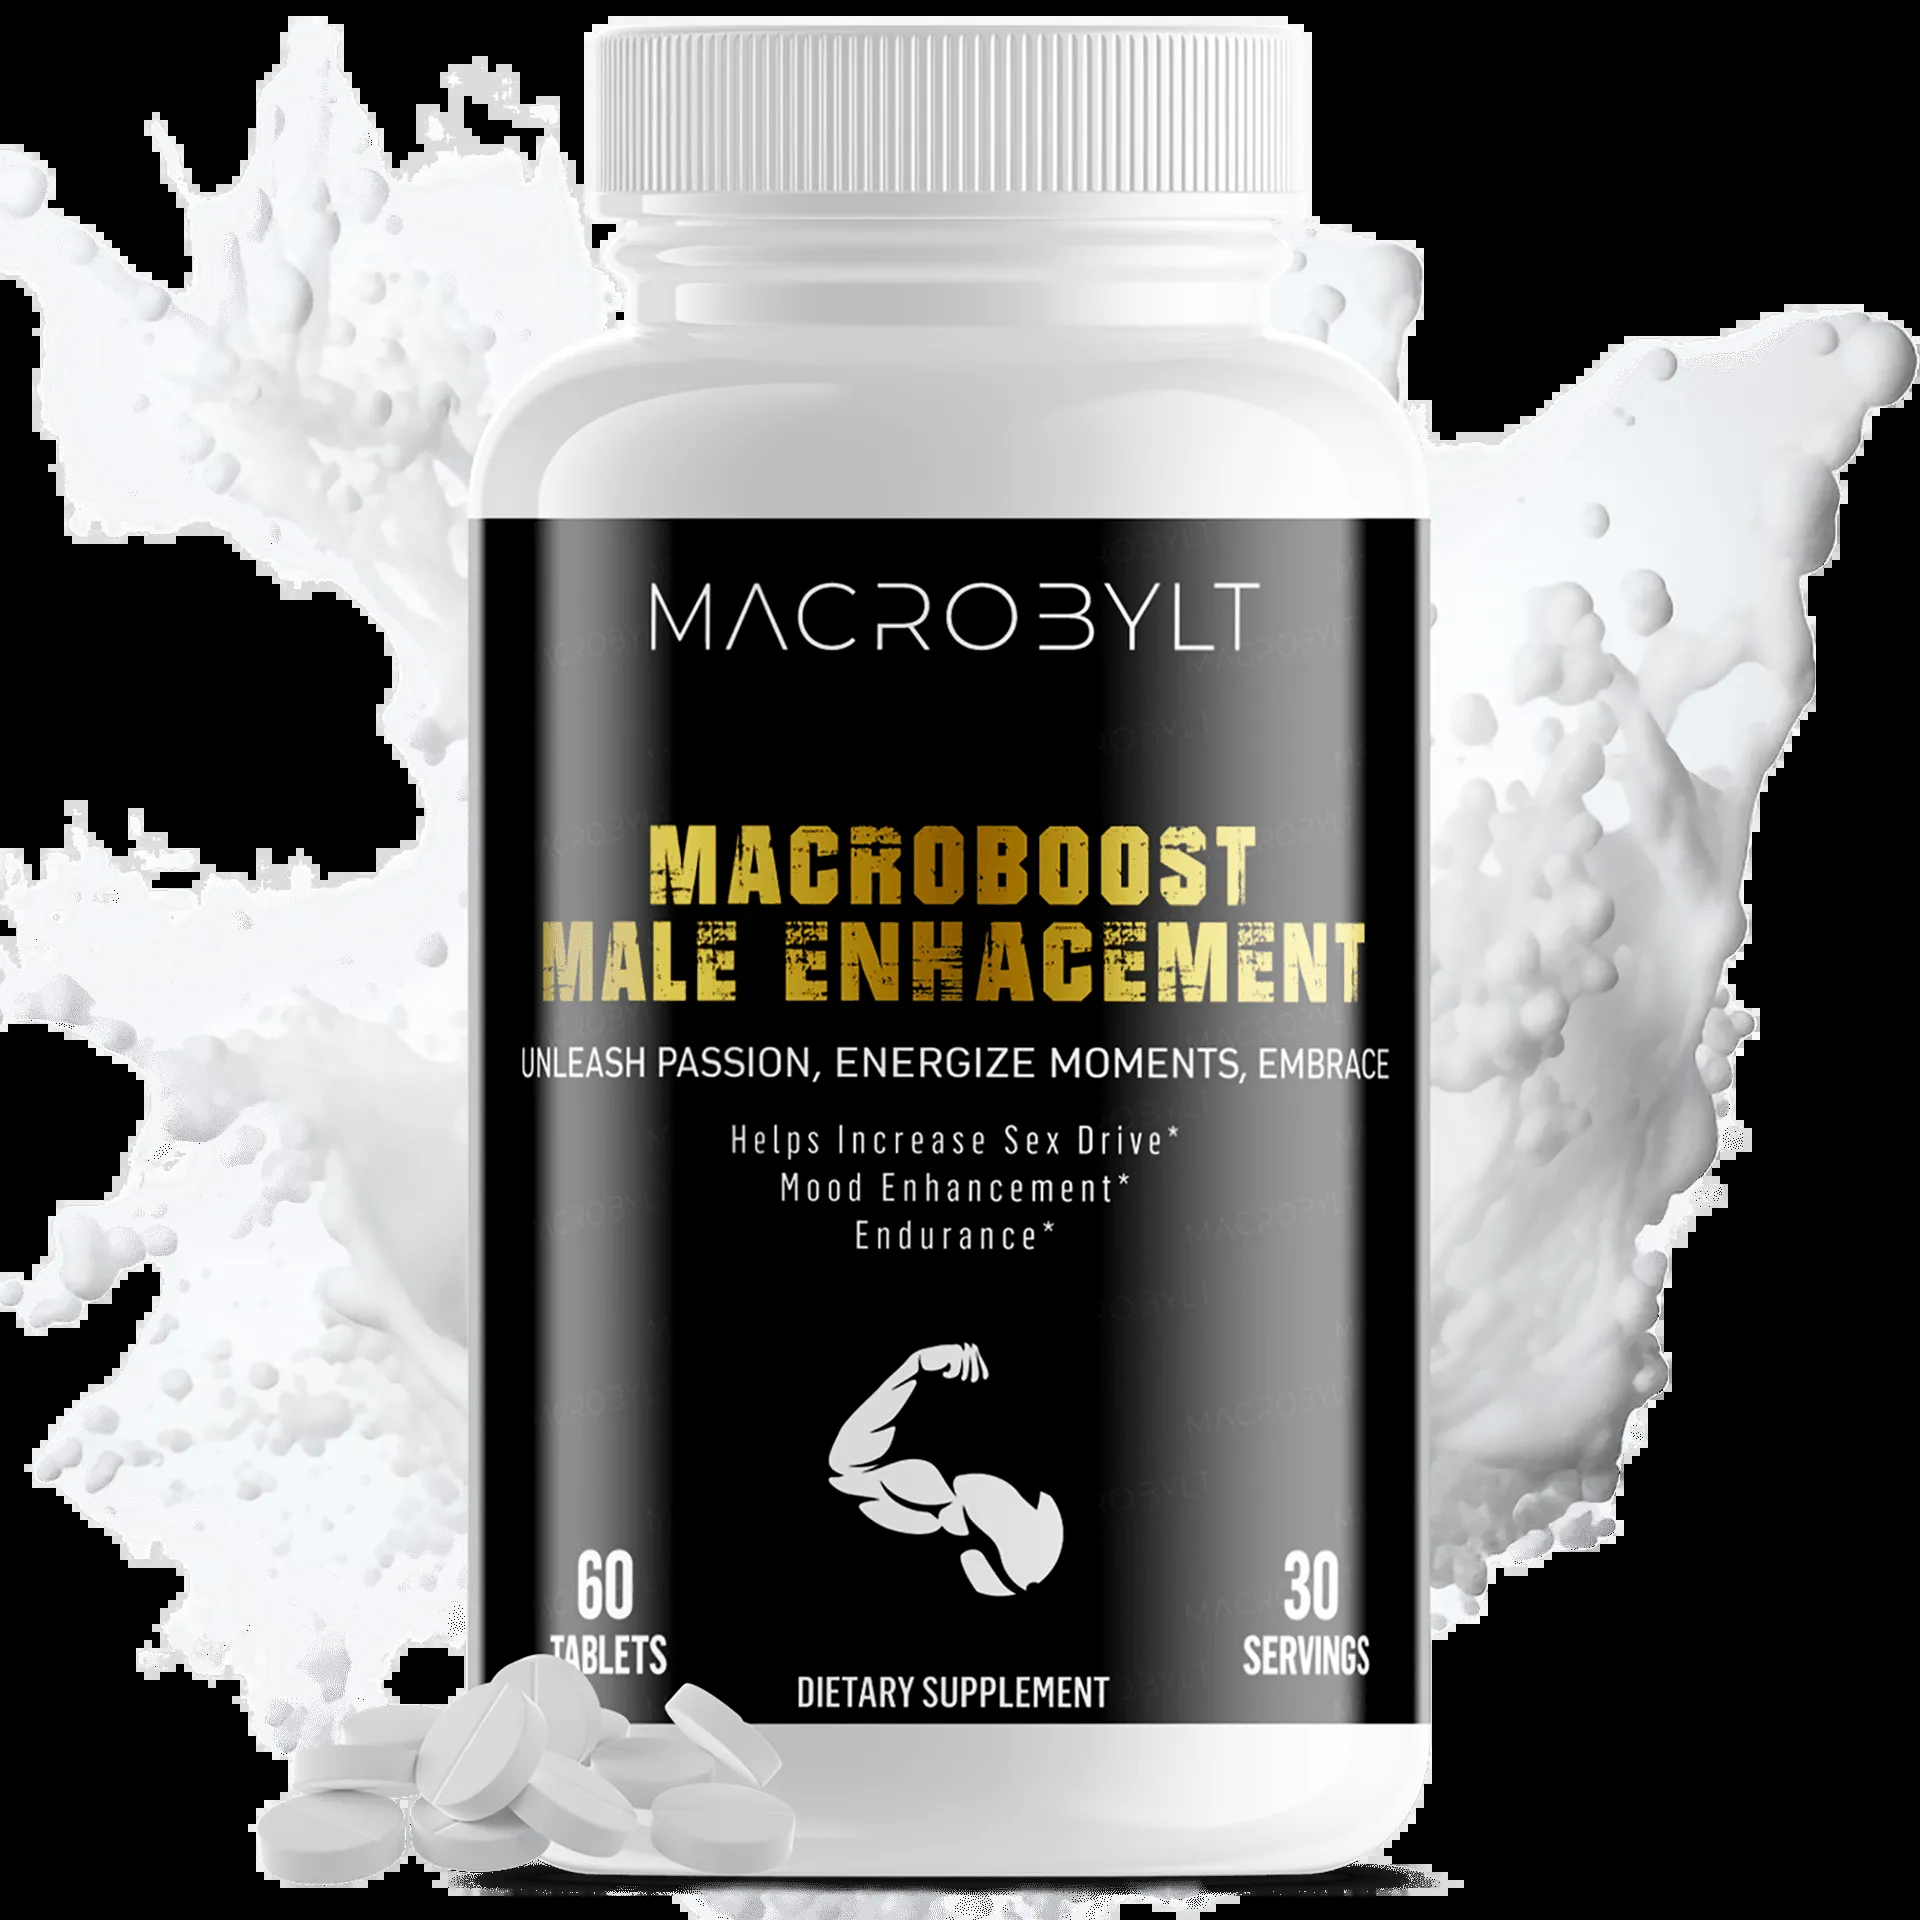 MACROBYLT
MACROBOOST
MALE ENHACEMENT
UNLEASH PASSION, ENERGIZE MOMENTS, EMBRACE
Helps Increase Sex Drive*
Mood Enhancement*
Endurance*
60
TABLETS
30
SERVINGS
DIETARY SUPPLEMENT